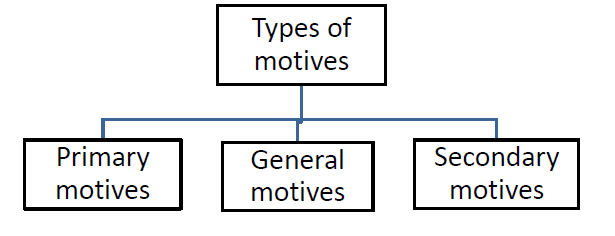 Types of
motives
Primary
motives
General
motives
Secondary
motives